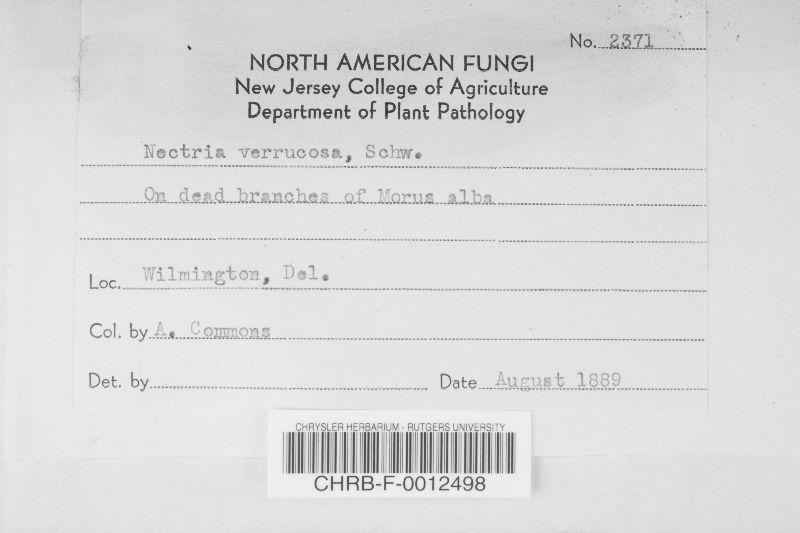 No. 2371
NORTH AMERICAN FUNGI
New Jersey College of Agriculture
Department of Plant Pathology
Nectria verrucosa, Schw.
On dead branches of Morus alba
Loc. Wilmington, Del.
Col. by A. Commons
Det. by
Date August 1889
CHRYSLER HERBARIUM - RUTGERS UNIVERSITY
CHRB-F-0012498